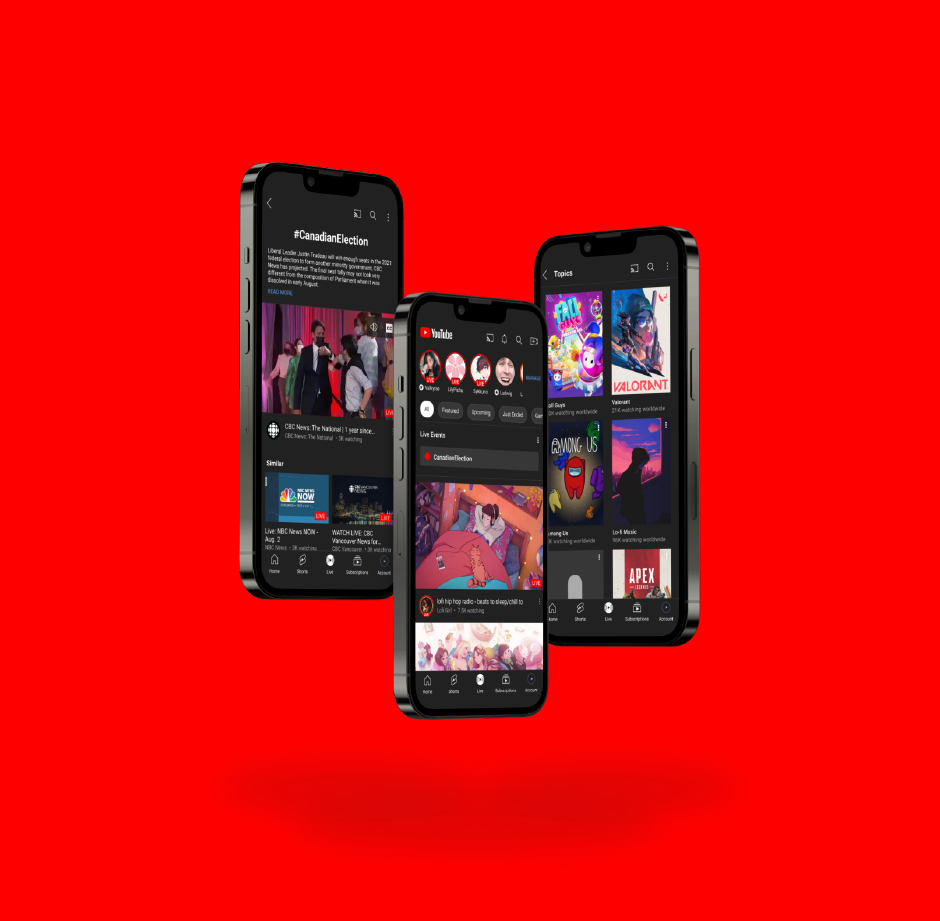 #CanadianElection
Liberal Leader Justin Trudeau will win enough seats in the 2021
federal election to form another minority government, CBC
News has projected. The final seat tally may not look very
different from the composition of Parliament when it was
dissolved in early August.
READ MORE
CC
LIVE
CBC News: The National | 1 year since...
CBC News: The National • 3K watching
Similar
NBC NEWS
NOW
LIVE
NEWS
LIVE
Live: NBC News NOW -
Aug. 2
NBC News • 3K watching
WATCH LIVE: CBC
Vancouver News for...
CBC Vancouver • 3K watching
Home
Shorts
Live
Subscriptions
Account
YouTube
LIVE
LIVE
LIVE
Valkyrae
LilyPichu
Sykkuno
Ludwig
L
MANAGE
All
Featured
Upcoming
Just Ended
Gam
Live Events
CanadianElection
LIVE
lofi hip hop radio - beats to sleep/chill to
Lofi Girl • 7.5K watching
Home
Shorts
Live
Subscriptions
Account
Topics
FALL
GUYS
VALORANT
all Guys
K watching worldwide
Valorant
21K watching worldwide
AMONG US
Among Us
K watching worldwide
Lo-fi Music
16K watching worldwide
APEX
LEGENDS
Home
Shorts
Live
Subscriptions
Account